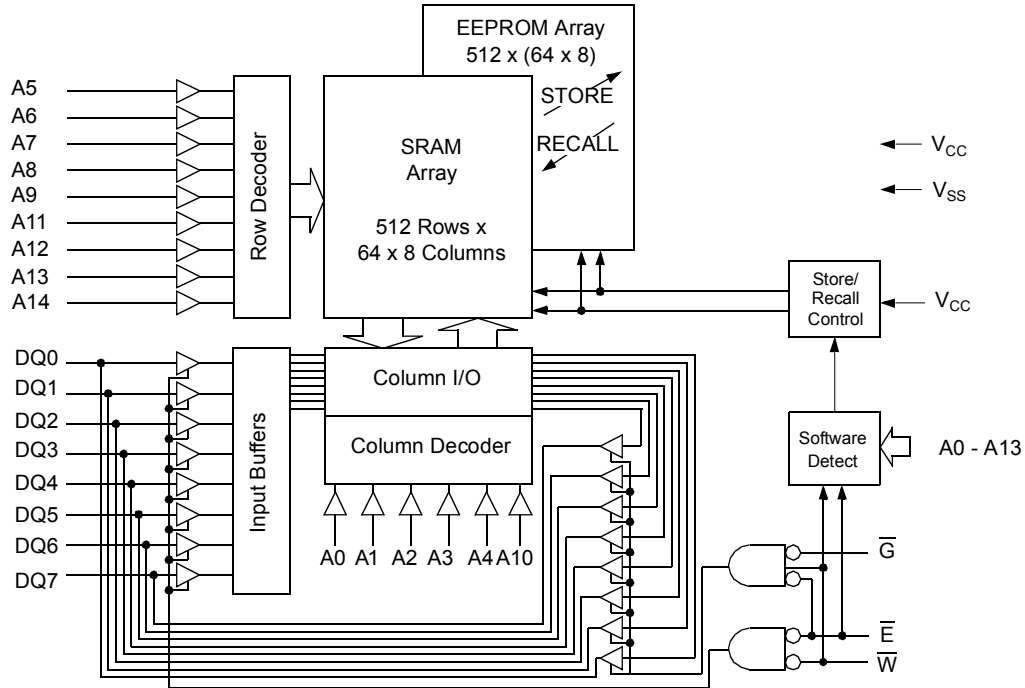 EEPROM Array
512 x (64 x 8)
STORE
RECALL
A5
A6
A7
A8
A9
A11
A12
A13
A14
Row Decoder
SRAM
Array
512 Rows x
64 x 8 Columns
VCC
VSS
Store/
Recall
Control
VCC
DQ0
DQ1
DQ2
DQ3
DQ4
DQ5
DQ6
DQ7
Input Buffers
Column I/O
Column Decoder
A0 A1 A2 A3 A4 A10
Software
Detect
A0 - A13
G̅
E̅
W̅